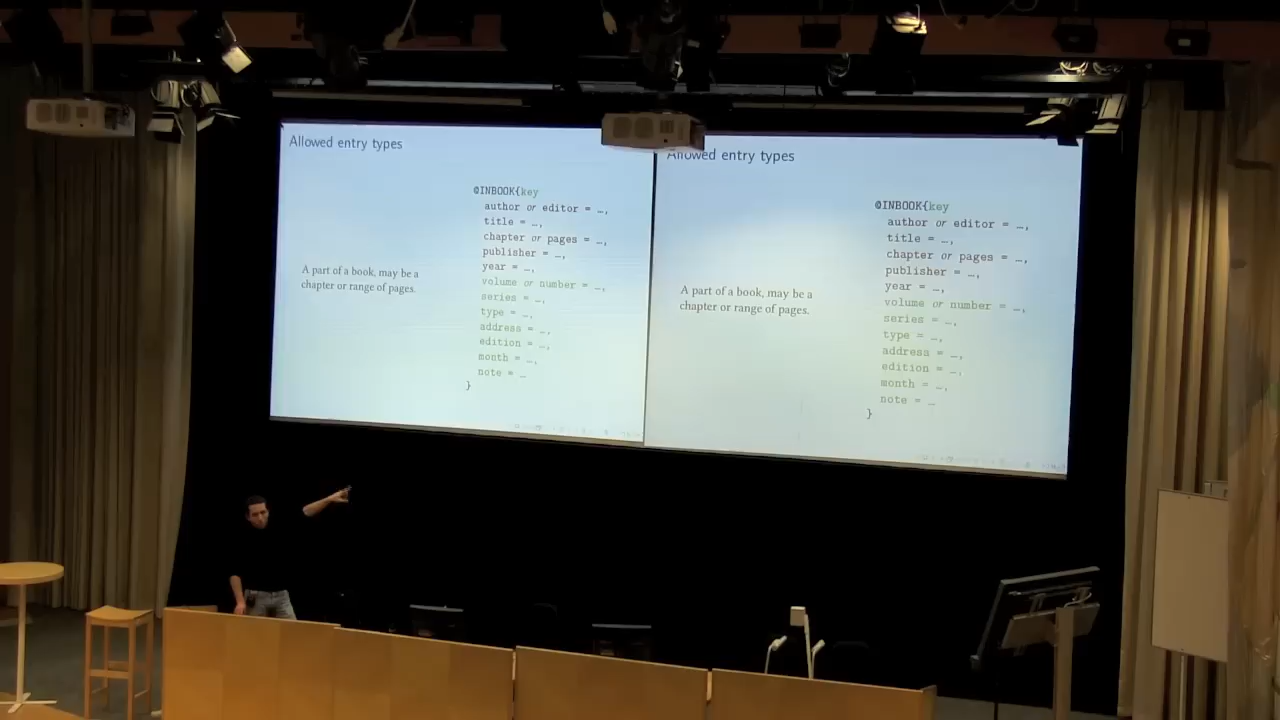 Allowed entry types
@INBOOK{key
author or editor = …,
title = …,
chapter or pages = …,
publisher = …,
year = …,
volume or number = …,
series = …,
type = …,
address = …,
edition = …,
month = …,
note = …
}
A part of a book, may be a
chapter or range of pages.
Allowed entry types
@INBOOK{key
author or editor = …,
title = …,
chapter or pages = …,
publisher = …,
year = …,
volume or number = …,
series = …,
type = …,
address = …,
edition = …,
month = …,
note = …
}
A part of a book, may be a
chapter or range of pages.